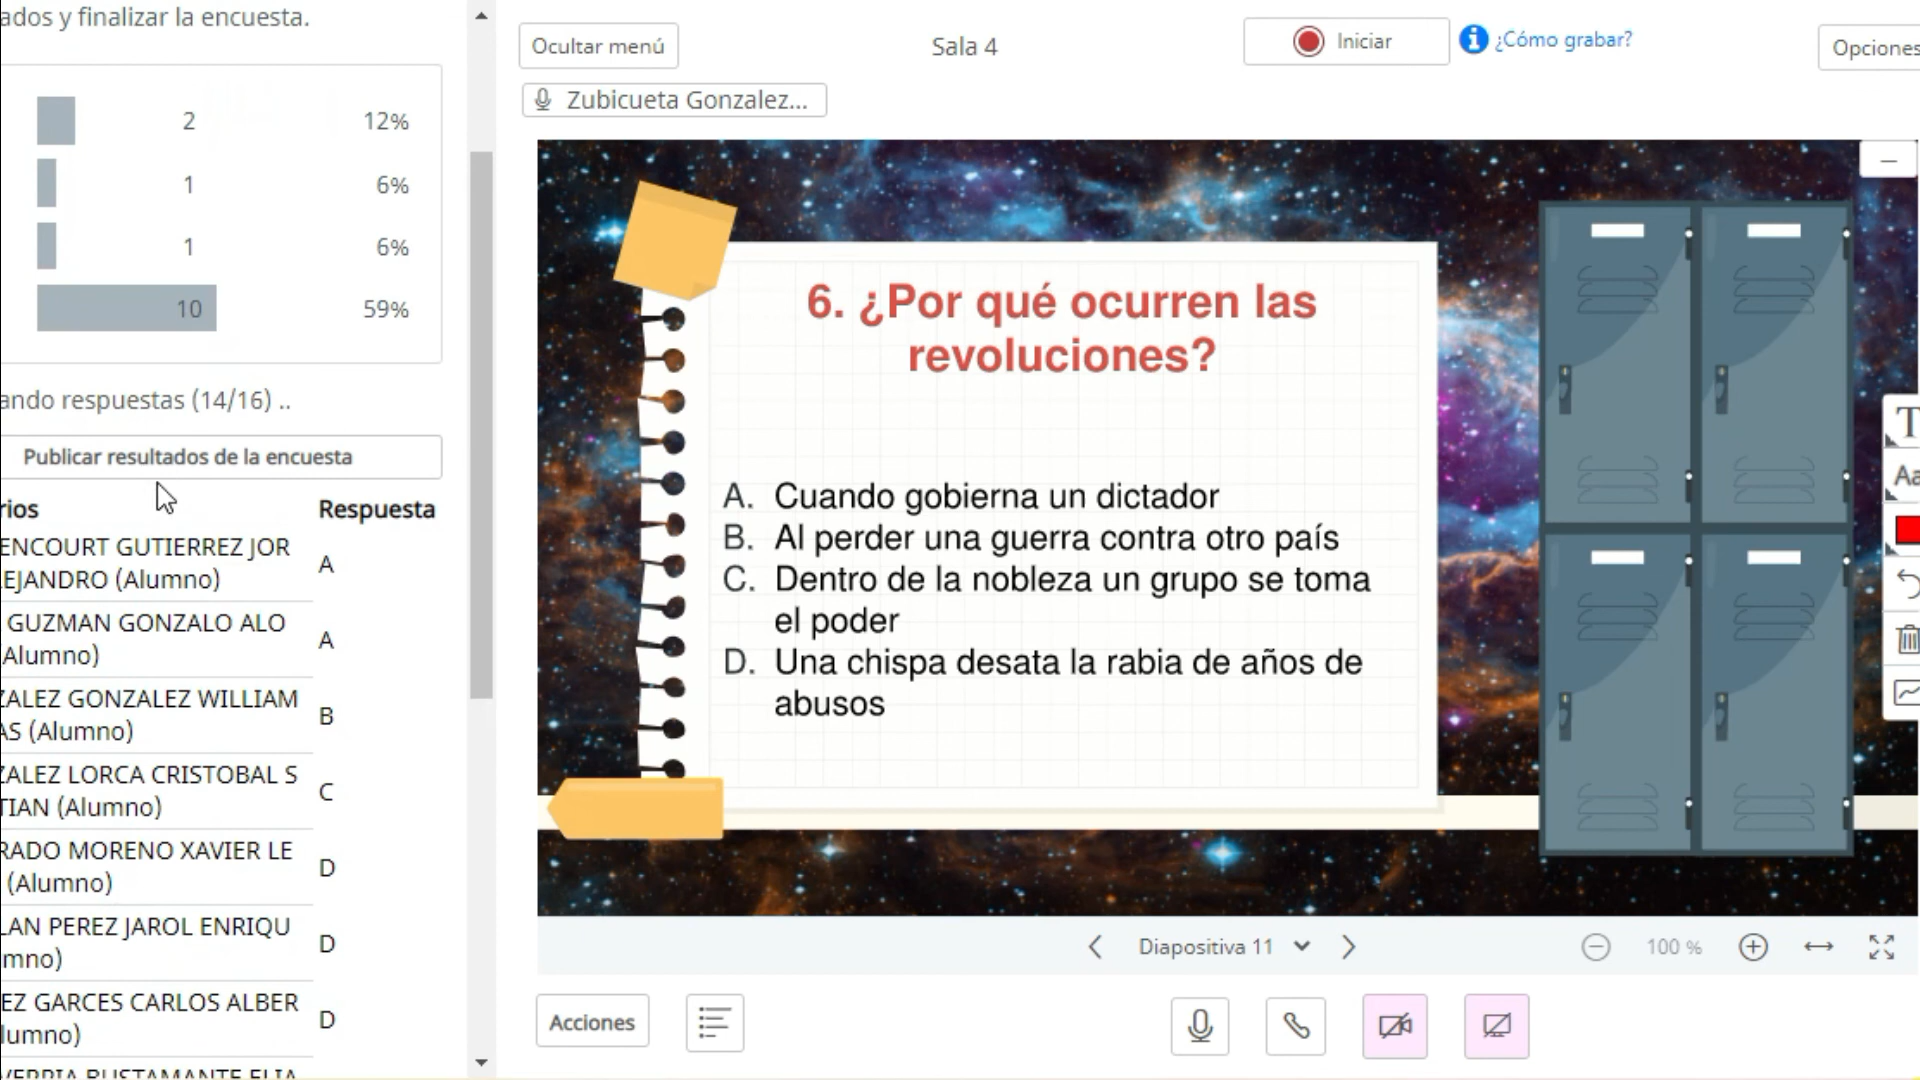 ados y finalizar la encuesta.
2 12%
1 6%
1 6%
10 59%
ando respuestas (14/16) ..
Publicar resultados de la encuesta
rios Respuesta
ENCOURT GUTIERREZ JOR
EJANDRO (Alumno) A
GUZMAN GONZALO ALO
Alumno) A
ZALEZ GONZALEZ WILLIAM
AS (Alumno) B
ZALEZ LORCA CRISTOBAL S
TIAN (Alumno) C
RADO MORENO XAVIER LE
(Alumno) D
LAN PEREZ JAROL ENRIQU
mno) D
EZ GARCES CARLOS ALBER
lumno) D
Ocultar menú
Sala 4
Iniciar
¿Cómo grabar?
Opciones
Zubicueta Gonzalez...
6. ¿Por qué ocurren las
revoluciones?
A. Cuando gobierna un dictador
B. Al perder una guerra contra otro país
C. Dentro de la nobleza un grupo se toma
el poder
D. Una chispa desata la rabia de años de
abusos
T
Aa
Diapositiva 11
100 %
Acciones